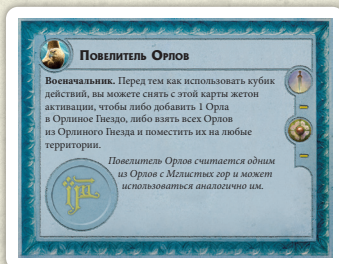 Повелитель Орлов
Военачальник. Перед тем как использовать кубик
действий, вы можете снять с этой карты жетон
активации, чтобы либо добавить 1 Орла
в Орлиное Гнездо, либо взять всех Орлов
из Орлиного Гнезда и поместить их на любые
территории.
Повелитель Орлов считается одним
из Орлов с Мглистых гор и может
использоваться аналогично им.